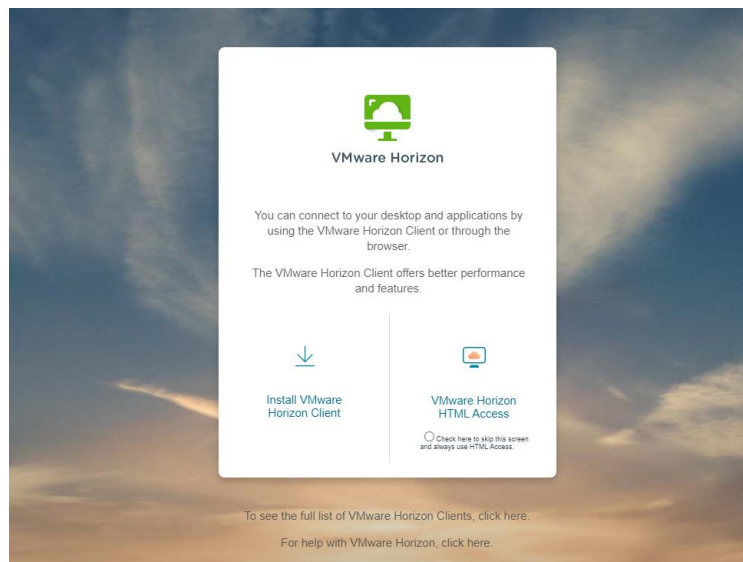 VMware Horizon
You can connect to your desktop and applications by
using the VMware Horizon Client or through the
browser.
The VMware Horizon Client offers better performance
and features.
Install VMware
Horizon Client
VMware Horizon
HTML Access
Check here to skip this screen
and always use HTML Access.
To see the full list of VMware Horizon Clients, click here.
For help with VMware Horizon, click here.